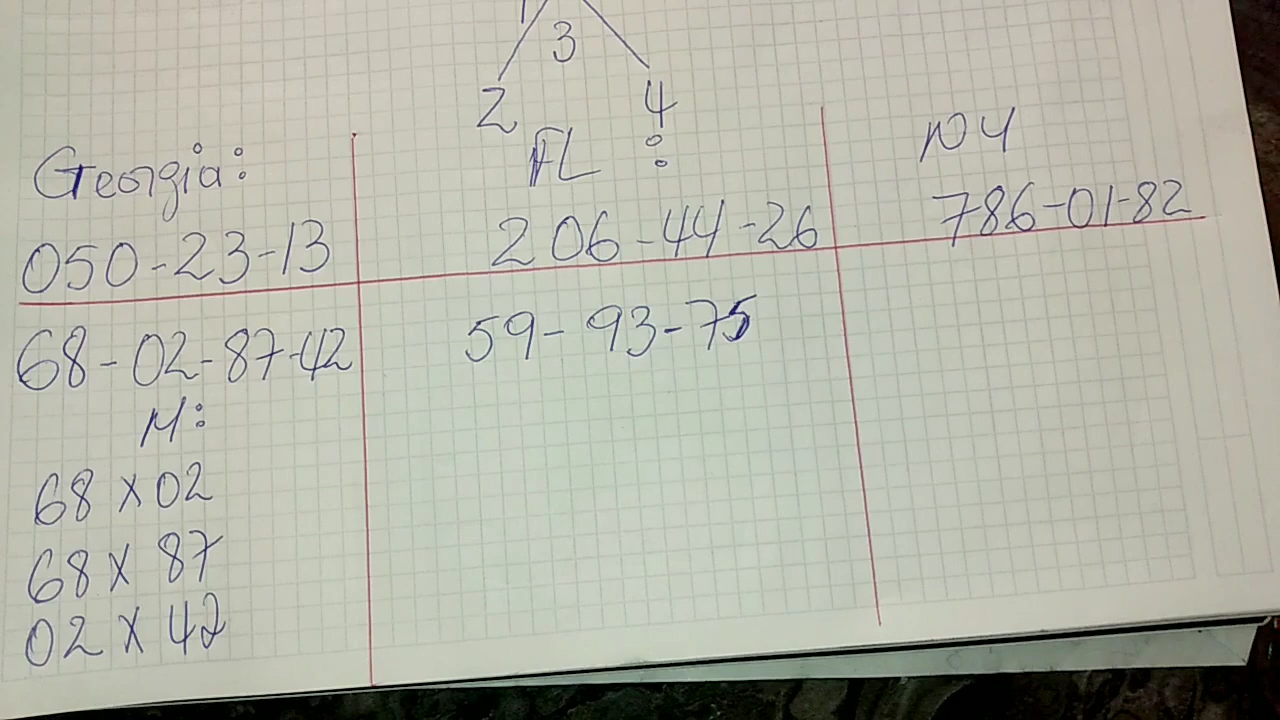 1
3
2 4
Georgia:
050-23-13
68-02-87-42
M:
68 x 02
68 x 87
02 x 42
FL :
206-44-26
59-93-75
NY
786-01-82